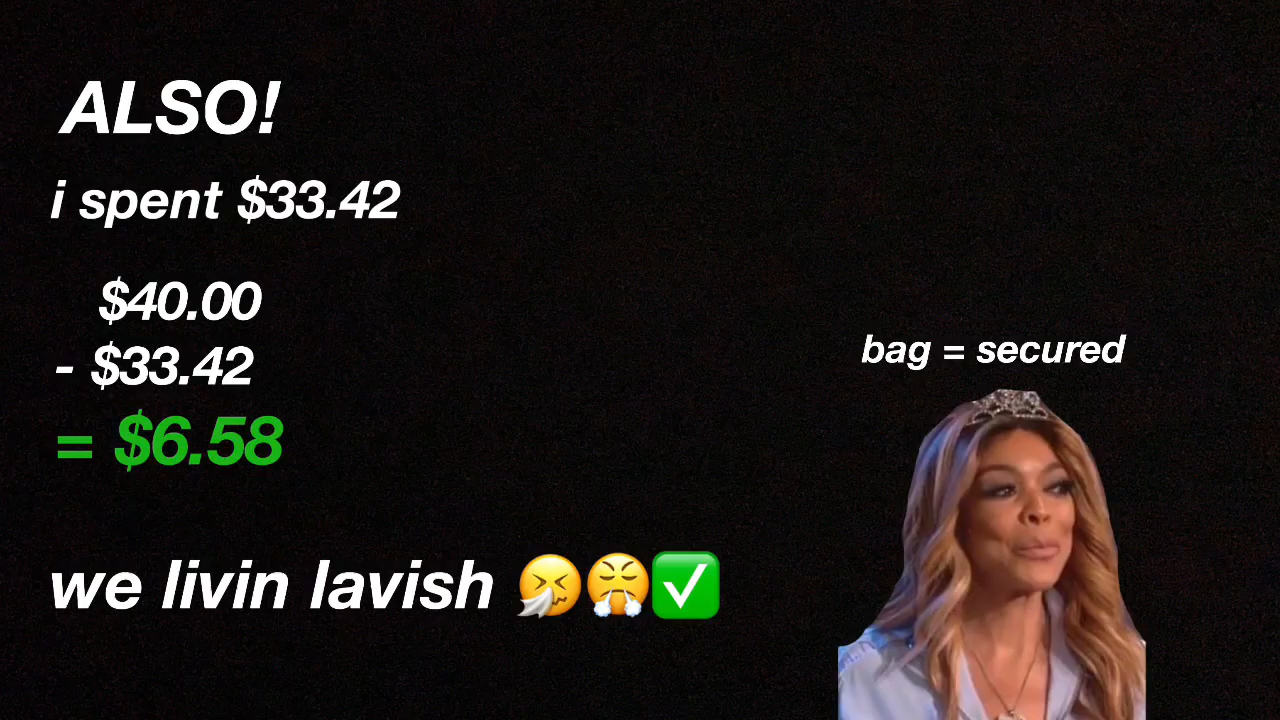 ALSO!
i spent $33.42
$40.00
- $33.42
= $6.58
bag = secured
we livin lavish 🤧😤✅